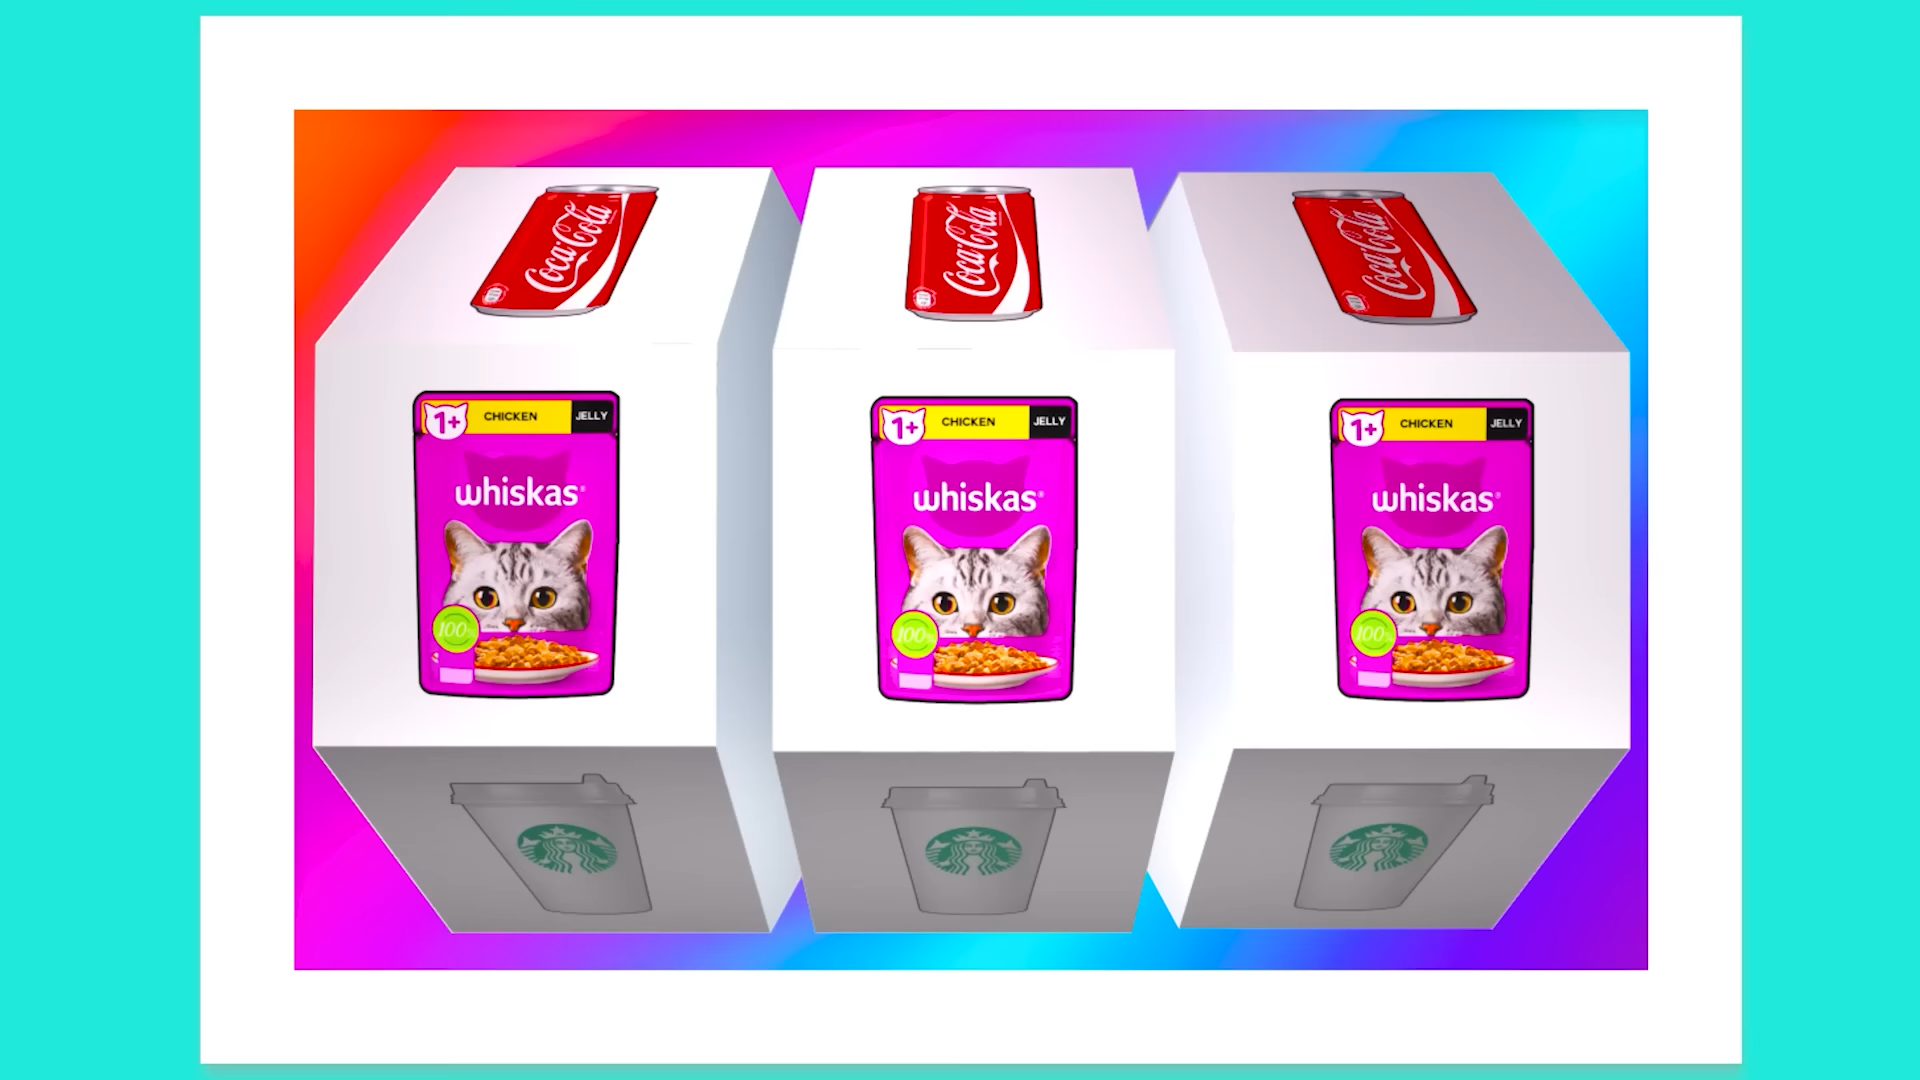 Coca-Cola
Coca-Cola
Coca-Cola
1+ CHICKEN JELLY
whiskas
100%
1+ CHICKEN JELLY
whiskas
100%
1+ CHICKEN JELLY
whiskas
100%